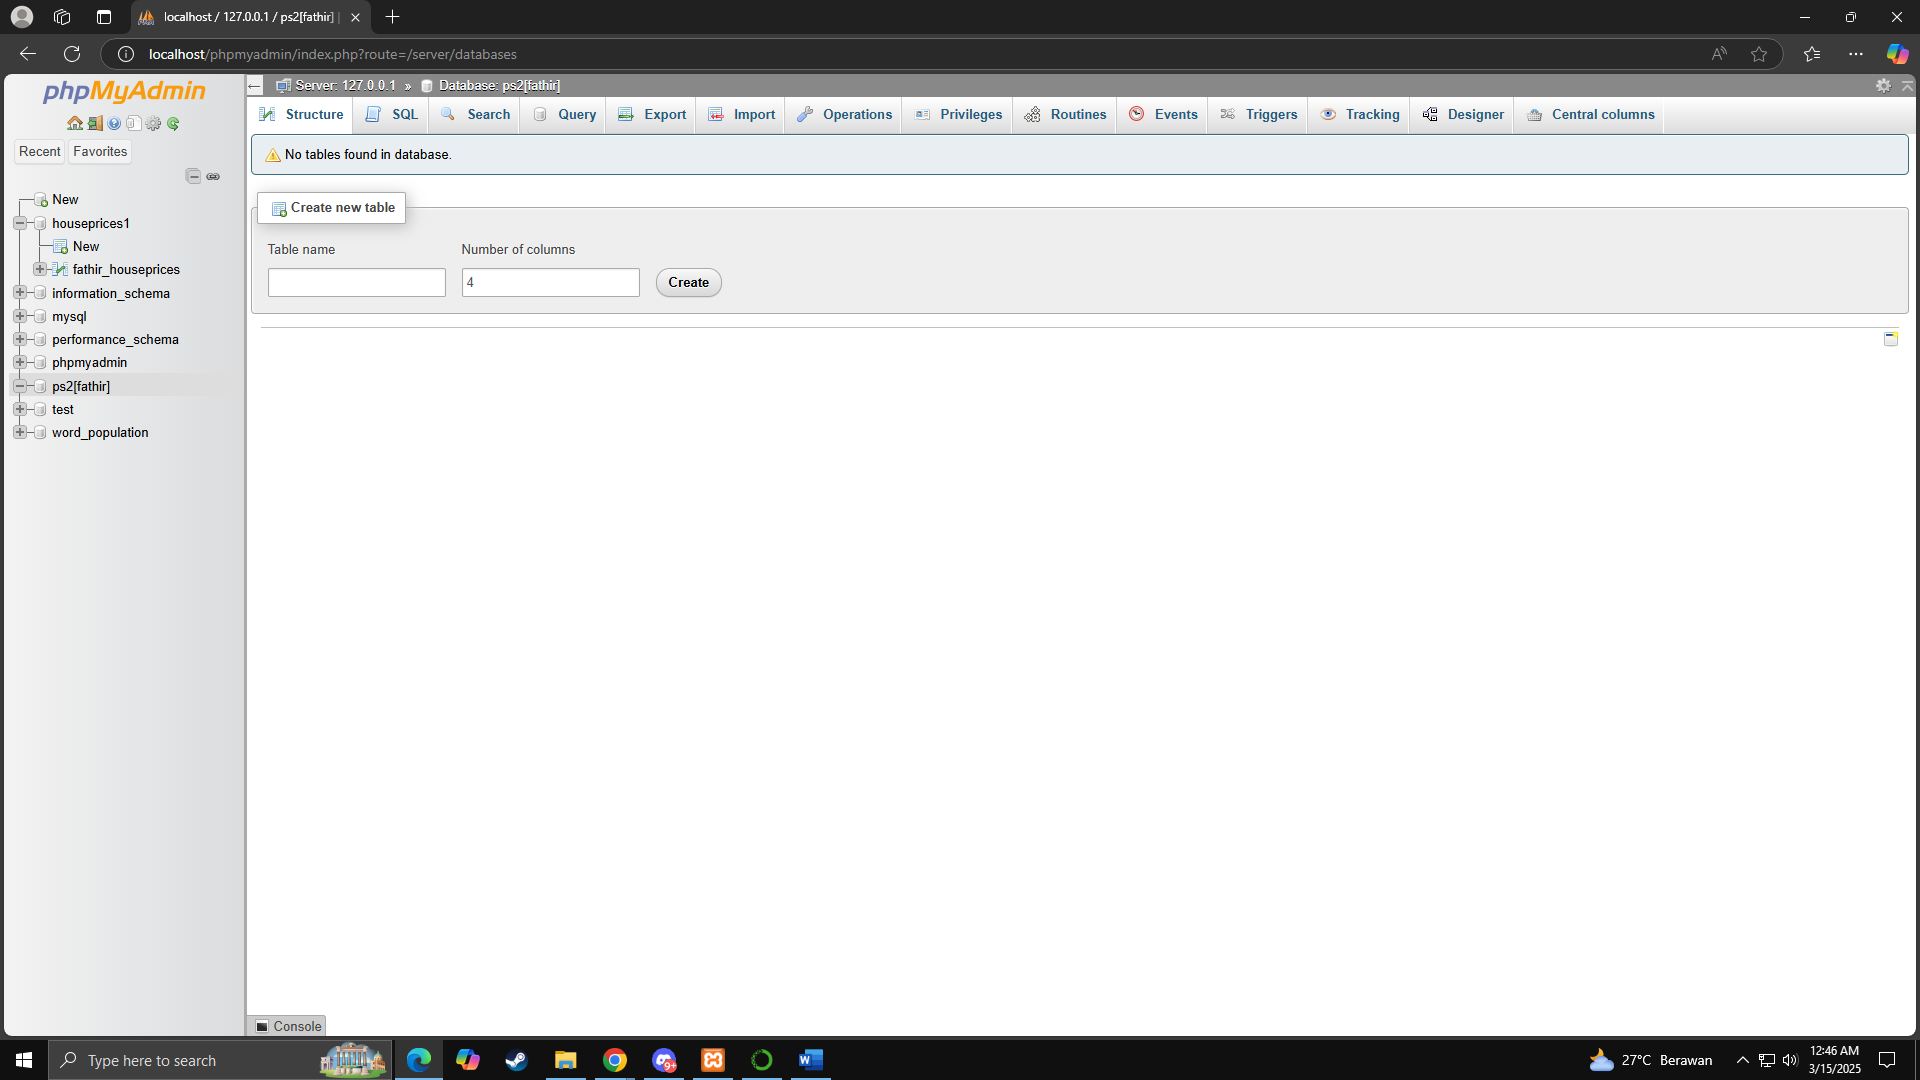 localhost / 127.0.0.1 / ps2[fathir] |
localhost/phpmyadmin/index.php?route=/server/databases
phpMyAdmin
Recent Favorites
New
houseprices1
New
fathir_houseprices
information_schema
mysql
performance_schema
phpmyadmin
ps2[fathir]
test
word_population
Server: 127.0.0.1 » Database: ps2[fathir]
Structure SQL Search Query Export Import Operations Privileges Routines Events Triggers Tracking Designer Central columns
No tables found in database.
Create new table
Table name Number of columns
4 Create
Console
Type here to search
9+
27°C Berawan
12:46 AM
3/15/2025